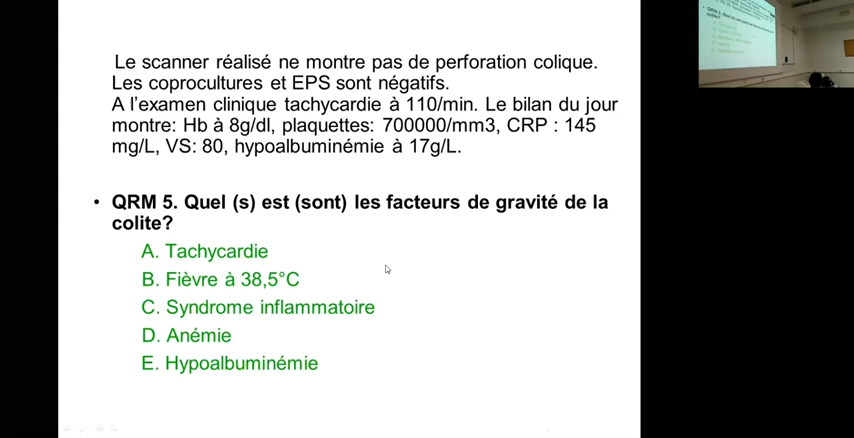 Le scanner réalisé ne montre pas de perforation colique.
Les coprocultures et EPS sont négatifs.
A l’examen clinique tachycardie à 110/min. Le bilan du jour
montre: Hb à 8g/dl, plaquettes: 700000/mm3, CRP : 145
mg/L, VS: 80, hypoalbuminémie à 17g/L.
• QRM 5. Quel (s) est (sont) les facteurs de gravité de la
colite?
A. Tachycardie
B. Fièvre à 38,5°C
C. Syndrome inflammatoire
D. Anémie
E. Hypoalbuminémie